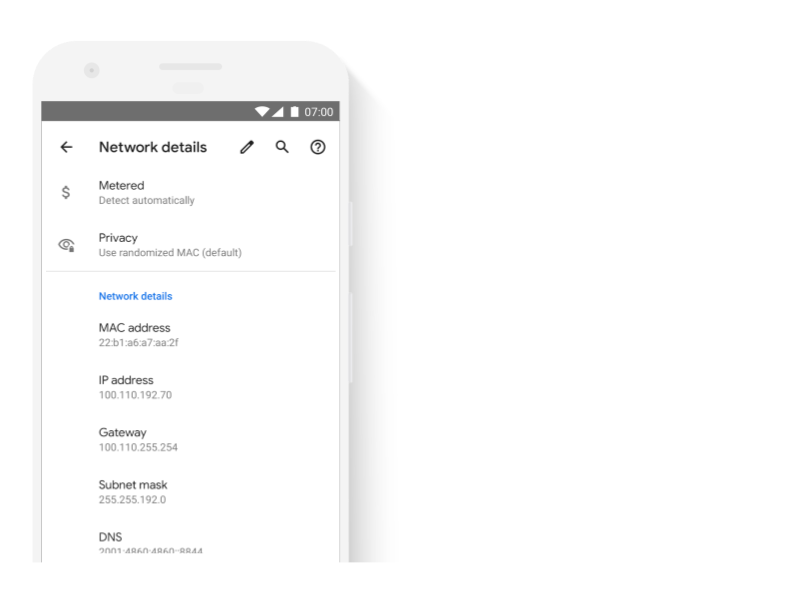 07:00
Network details
Metered
Detect automatically
Privacy
Use randomized MAC (default)
Network details
MAC address
22:b1:a6:a7:aa:2f
IP address
100.110.192.70
Gateway
100.110.255.254
Subnet mask
255.255.192.0
DNS
2001:4860:4860::8844